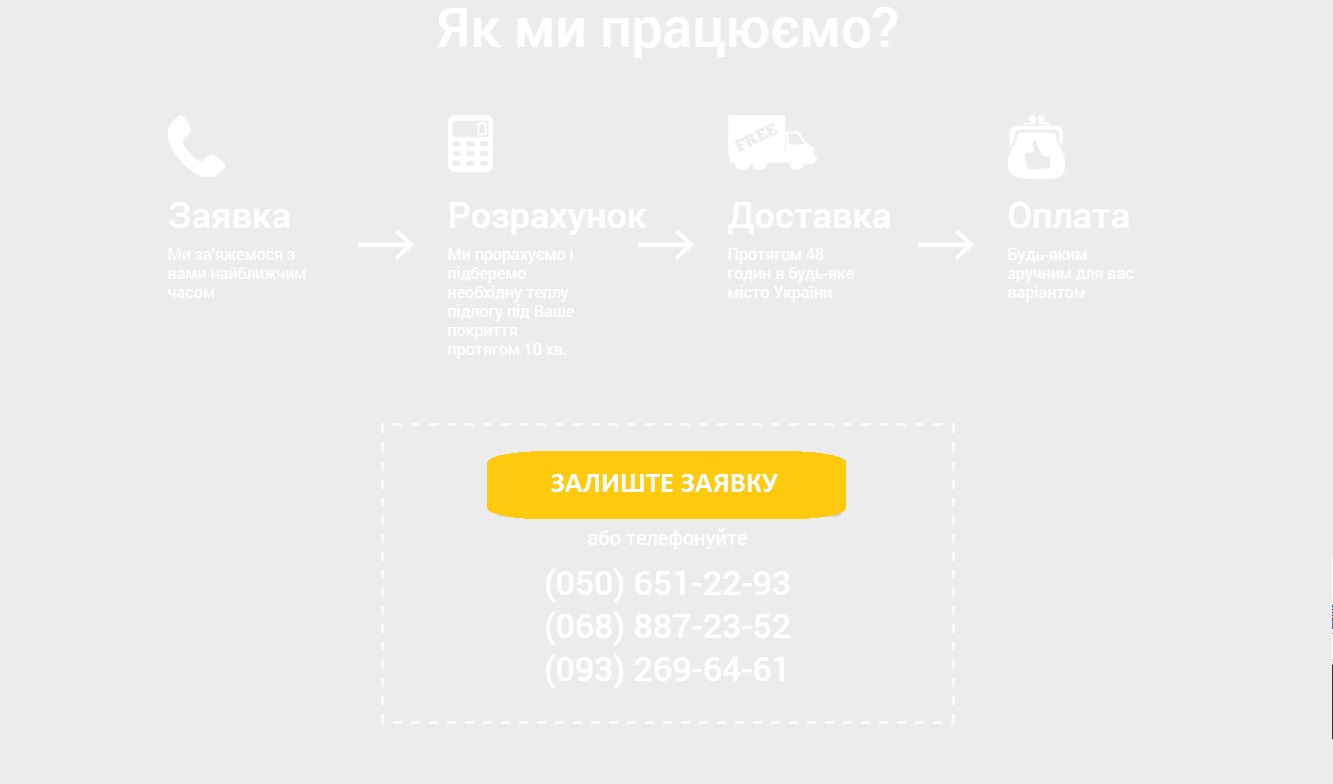 Як ми працюємо?
FREE
Заявка
Ми зв'яжемося з
вами найближчим
часом
Розрахунок
Ми прорахуємо і
підберемо
необхідну теплу
підлогу під Ваше
покриття
протягом 10 хв.
Доставка
Протягом 48
годин в будь-яке
місто України
Оплата
Будь-яким
зручним для вас
варіантом
ЗАЛИШТЕ ЗАЯВКУ
або телефонуйте
(050) 651-22-93
(068) 887-23-52
(093) 269-64-61